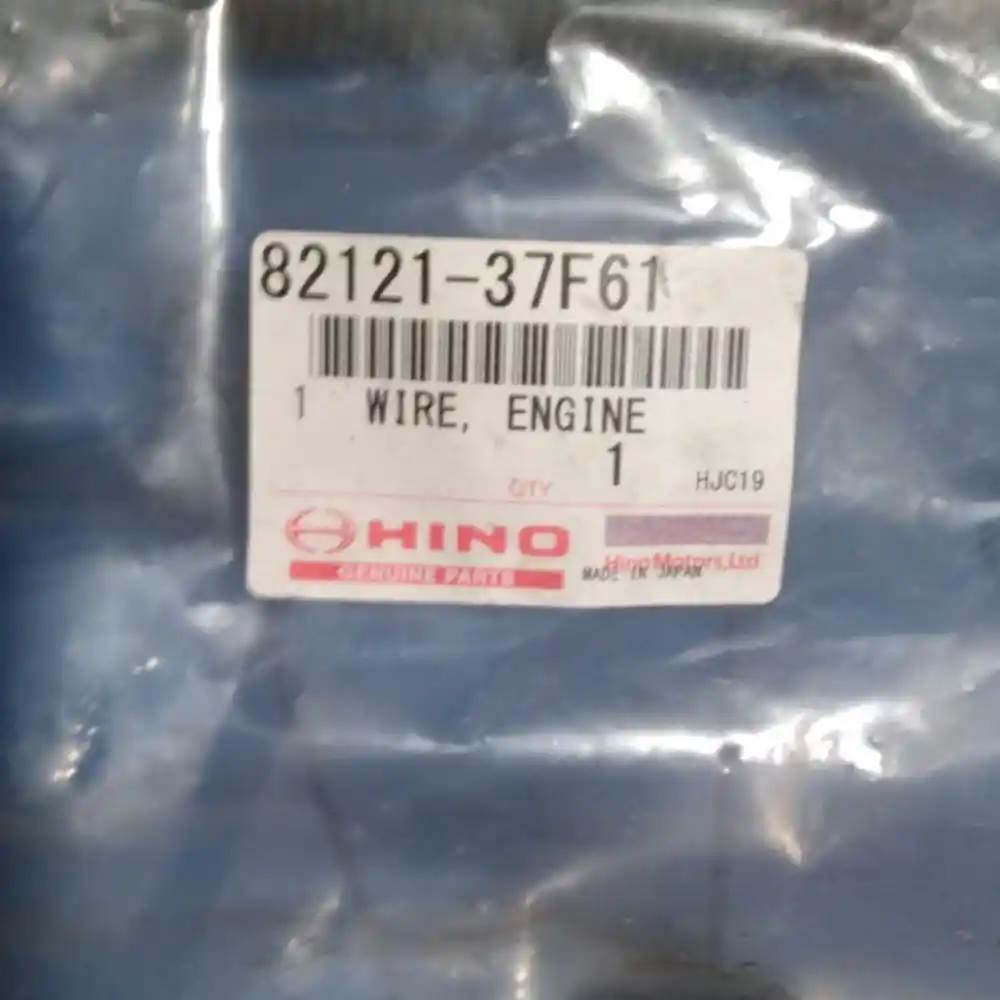 82121-37F61
1 WIRE, ENGINE
QTY 1 HJC19
HINO
GENUINE PARTS
Hino Motors,Ltd
MADE IN JAPAN